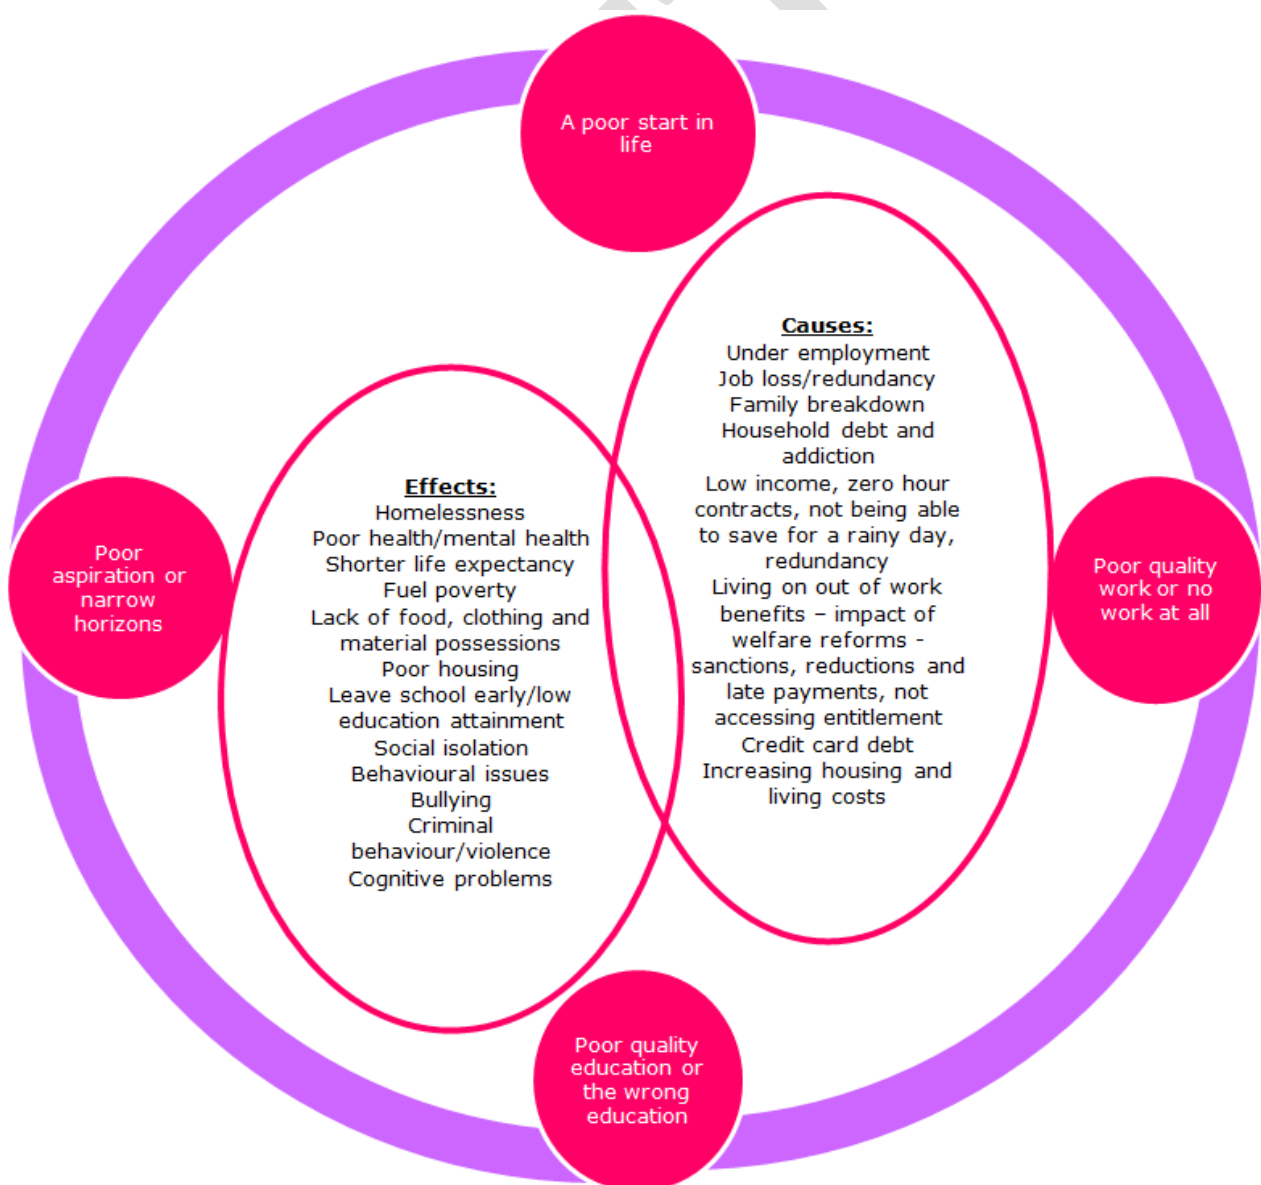 A poor start in
life
Causes:
Under employment
Job loss/redundancy
Family breakdown
Household debt and
addiction
Low income, zero hour
contracts, not being able
to save for a rainy day,
redundancy
Living on out of work
benefits – impact of
welfare reforms -
sanctions, reductions and
late payments, not
accessing entitlement
Credit card debt
Increasing housing and
living costs
Effects:
Homelessness
Poor health/mental health
Shorter life expectancy
Fuel poverty
Lack of food, clothing and
material possessions
Poor housing
Leave school early/low
education attainment
Social isolation
Behavioural issues
Bullying
Criminal
behaviour/violence
Cognitive problems
Poor
aspiration or
narrow
horizons
Poor quality
work or no
work at all
Poor quality
education or
the wrong
education